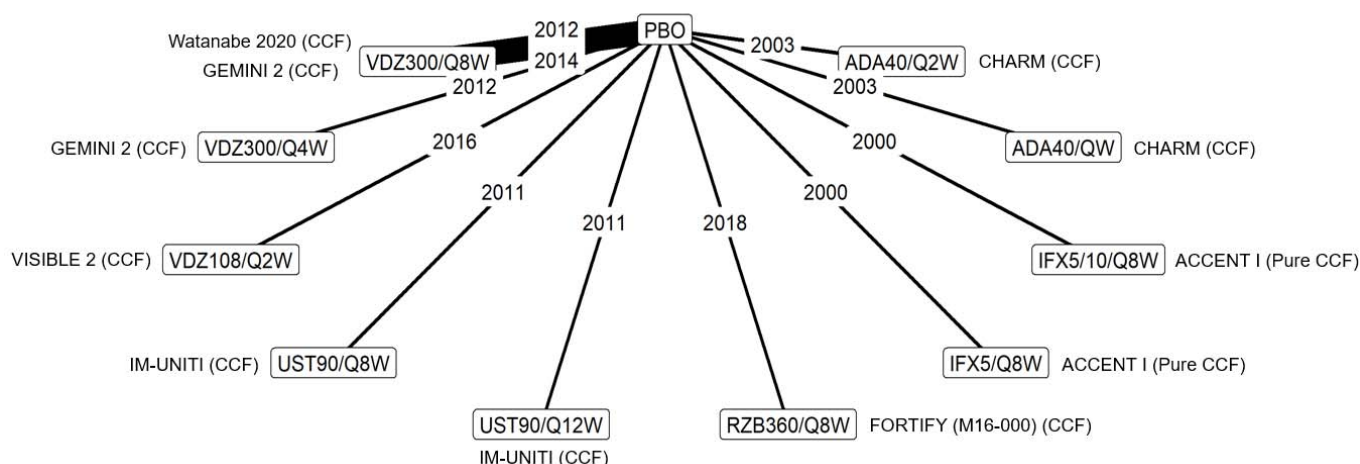 PBO
2012
2003
Watanabe 2020 (CCF)
GEMINI 2 (CCF)
VDZ300/Q8W
2014
ADA40/Q2W
CHARM (CCF)
2012
2003
GEMINI 2 (CCF)
VDZ300/Q4W
2016
2000
ADA40/QW
CHARM (CCF)
2011
2000
2011
2018
VISIBLE 2 (CCF)
VDZ108/Q2W
IFX5/10/Q8W
ACCENT I (Pure CCF)
IM-UNITI (CCF)
UST90/Q8W
IFX5/Q8W
ACCENT I (Pure CCF)
UST90/Q12W
IM-UNITI (CCF)
RZB360/Q8W
FORTIFY (M16-000) (CCF)